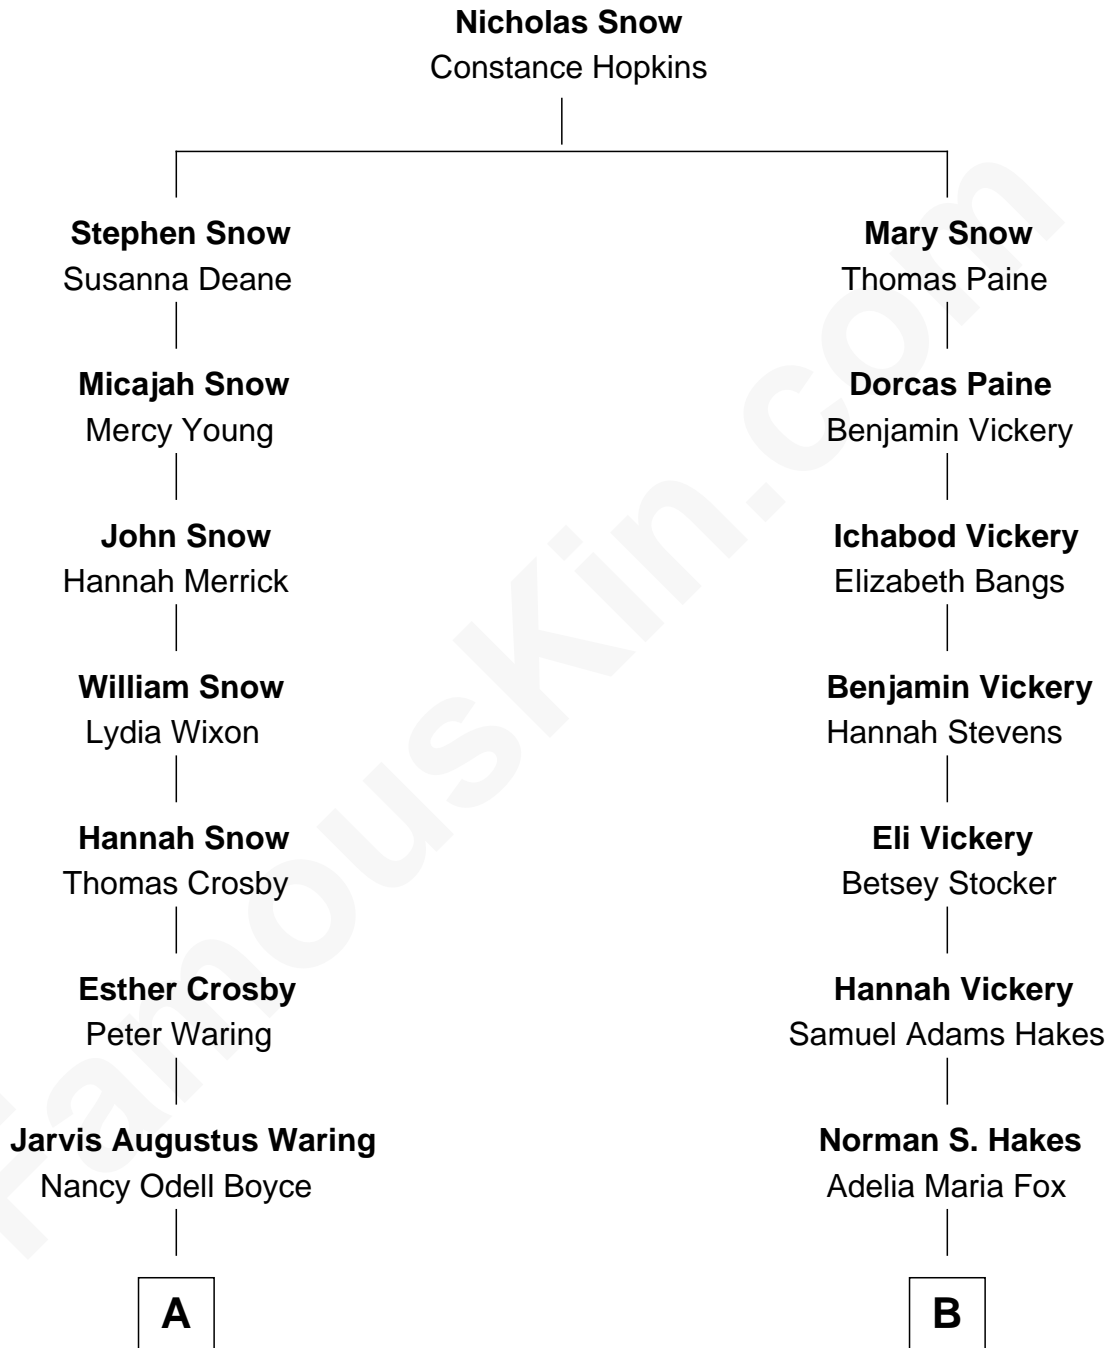 Nicholas Snow
Constance Hopkins
Stephen Snow
Susanna Deane
Mary Snow
Thomas Paine
Micajah Snow
Mercy Young
Dorcas Paine
Benjamin Vickery
John Snow
Hannah Merrick
Ichabod Vickery
Elizabeth Bangs
William Snow
Lydia Wixon
Benjamin Vickery
Hannah Stevens
Hannah Snow
Thomas Crosby
Eli Vickery
Betsey Stocker
Esther Crosby
Peter Waring
Hannah Vickery
Samuel Adams Hakes
Jarvis Augustus Waring
Nancy Odell Boyce
Norman S. Hakes
Adelia Maria Fox
A
B
FamousKin.com